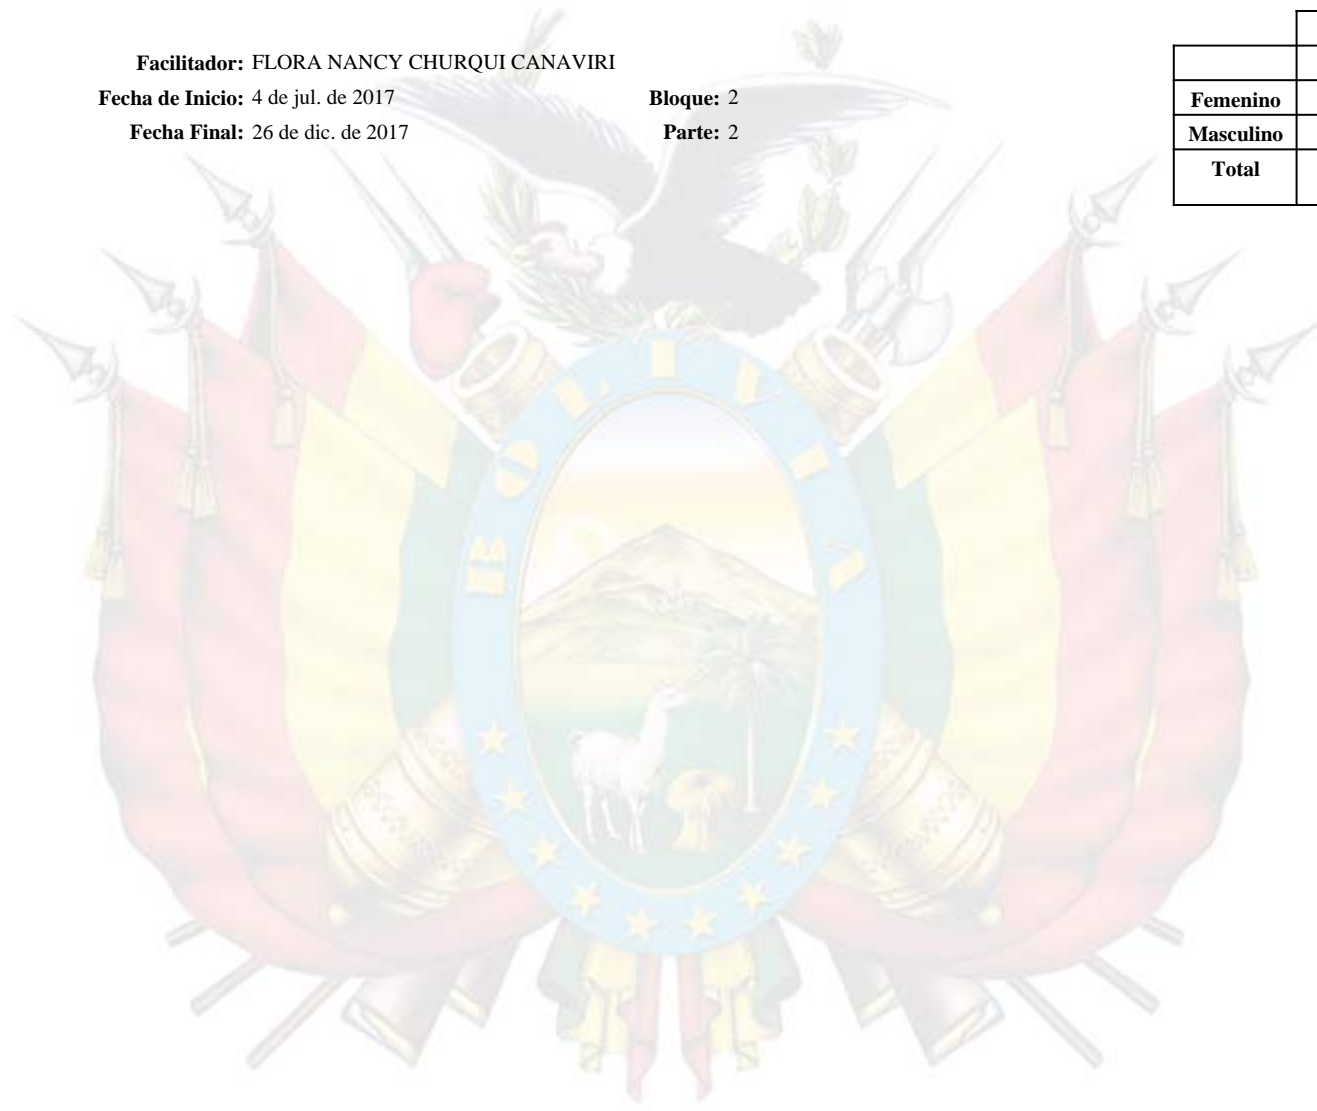 Facilitador: FLORA NANCY CHURQUI CANAVIRI
Fecha de Inicio: 4 de jul. de 2017 Bloque: 2
Fecha Final: 26 de dic. de 2017 Parte: 2
Femenino
Masculino
Total
BOLIVIA